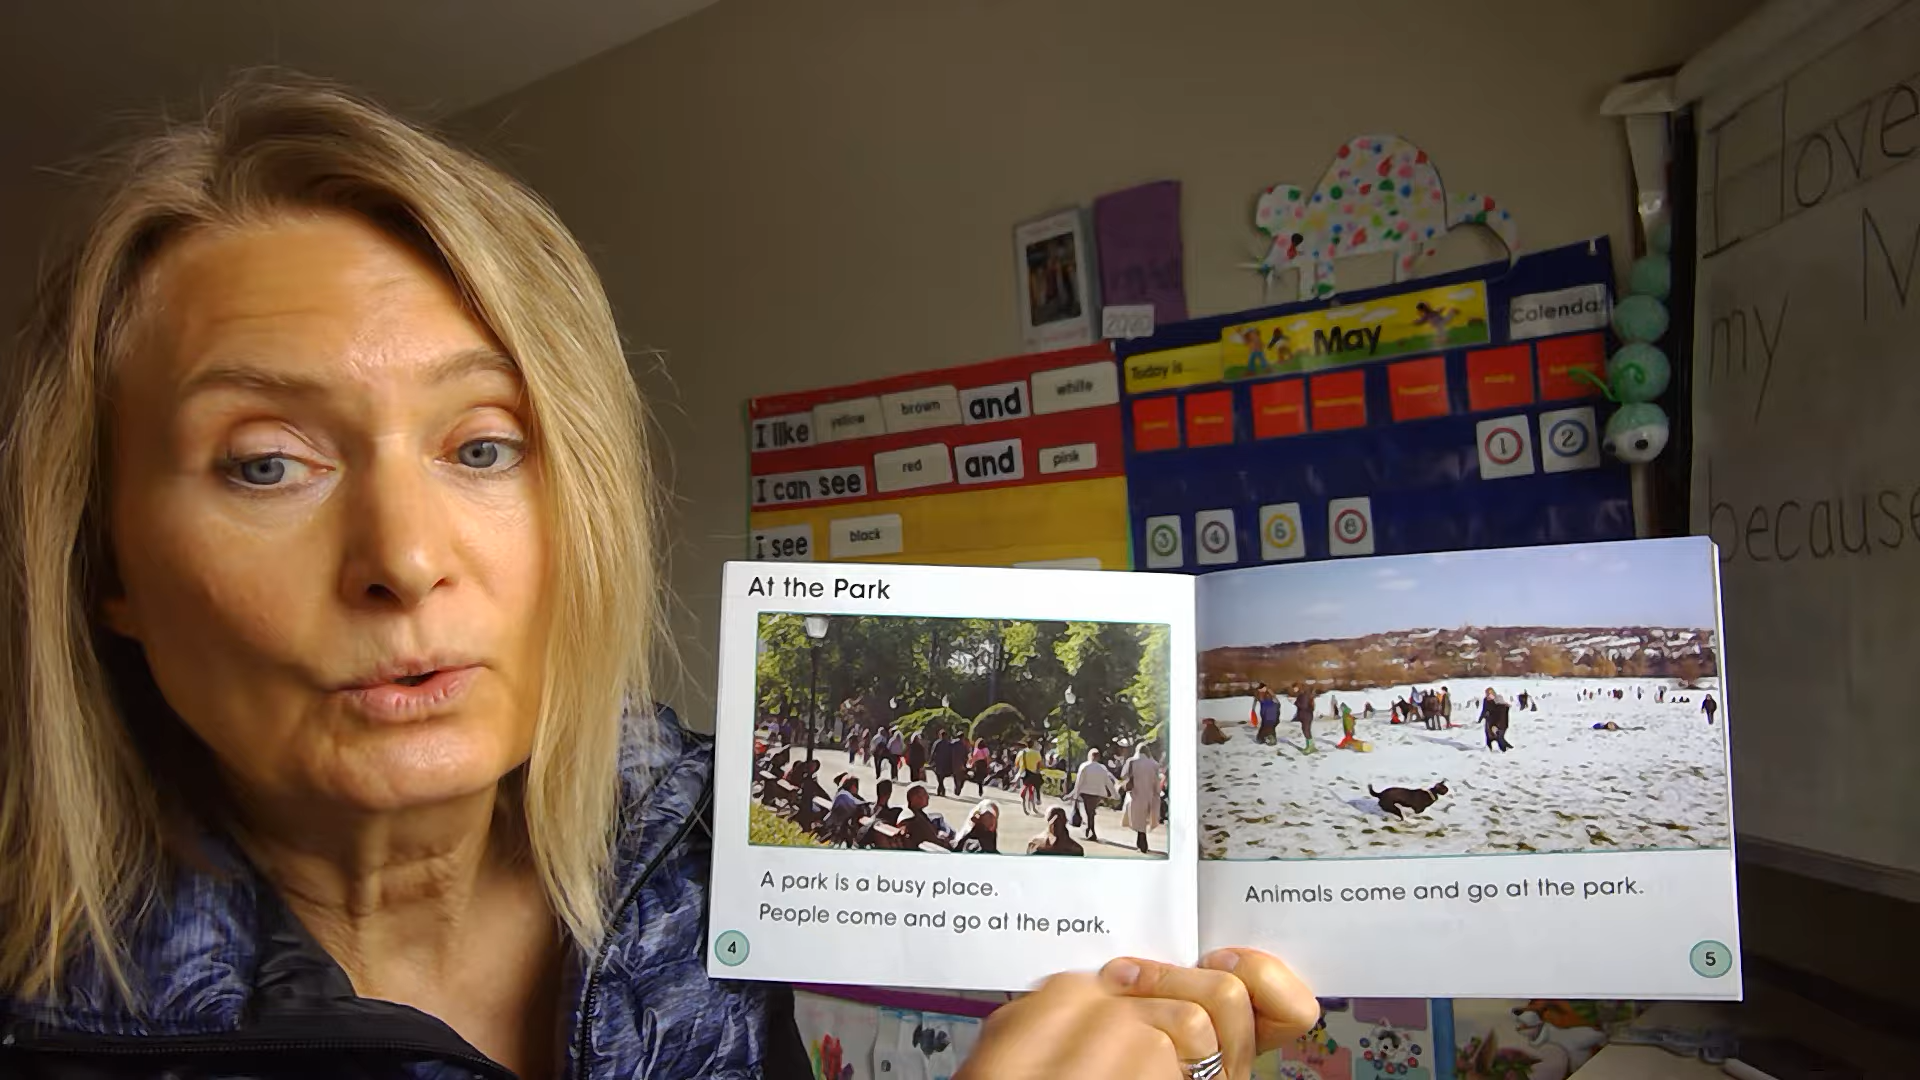 I love
my M
because
2020
Calendar
May
Today is...
I like yellow brown and white
I can see red and pink
I see black
1 2
3 4 5 6
At the Park
A park is a busy place.
People come and go at the park.
4
Animals come and go at the park.
5